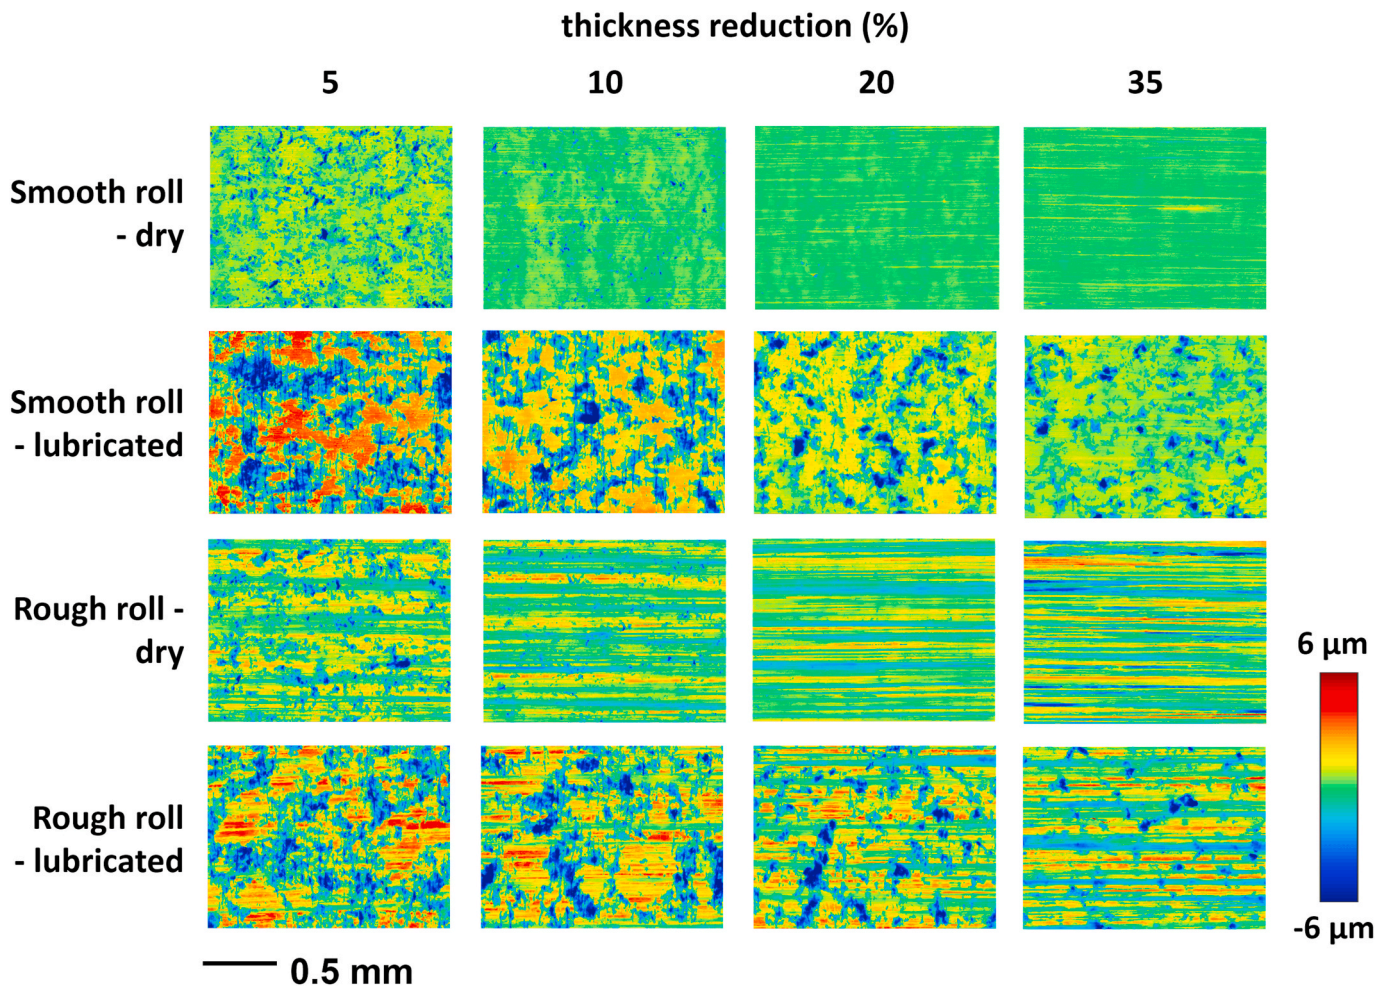 thickness reduction (%)
5 10 20 35
Smooth roll
- dry
Smooth roll
- lubricated
Rough roll -
dry
6 µm
Rough roll
- lubricated
-6 µm
0.5 mm